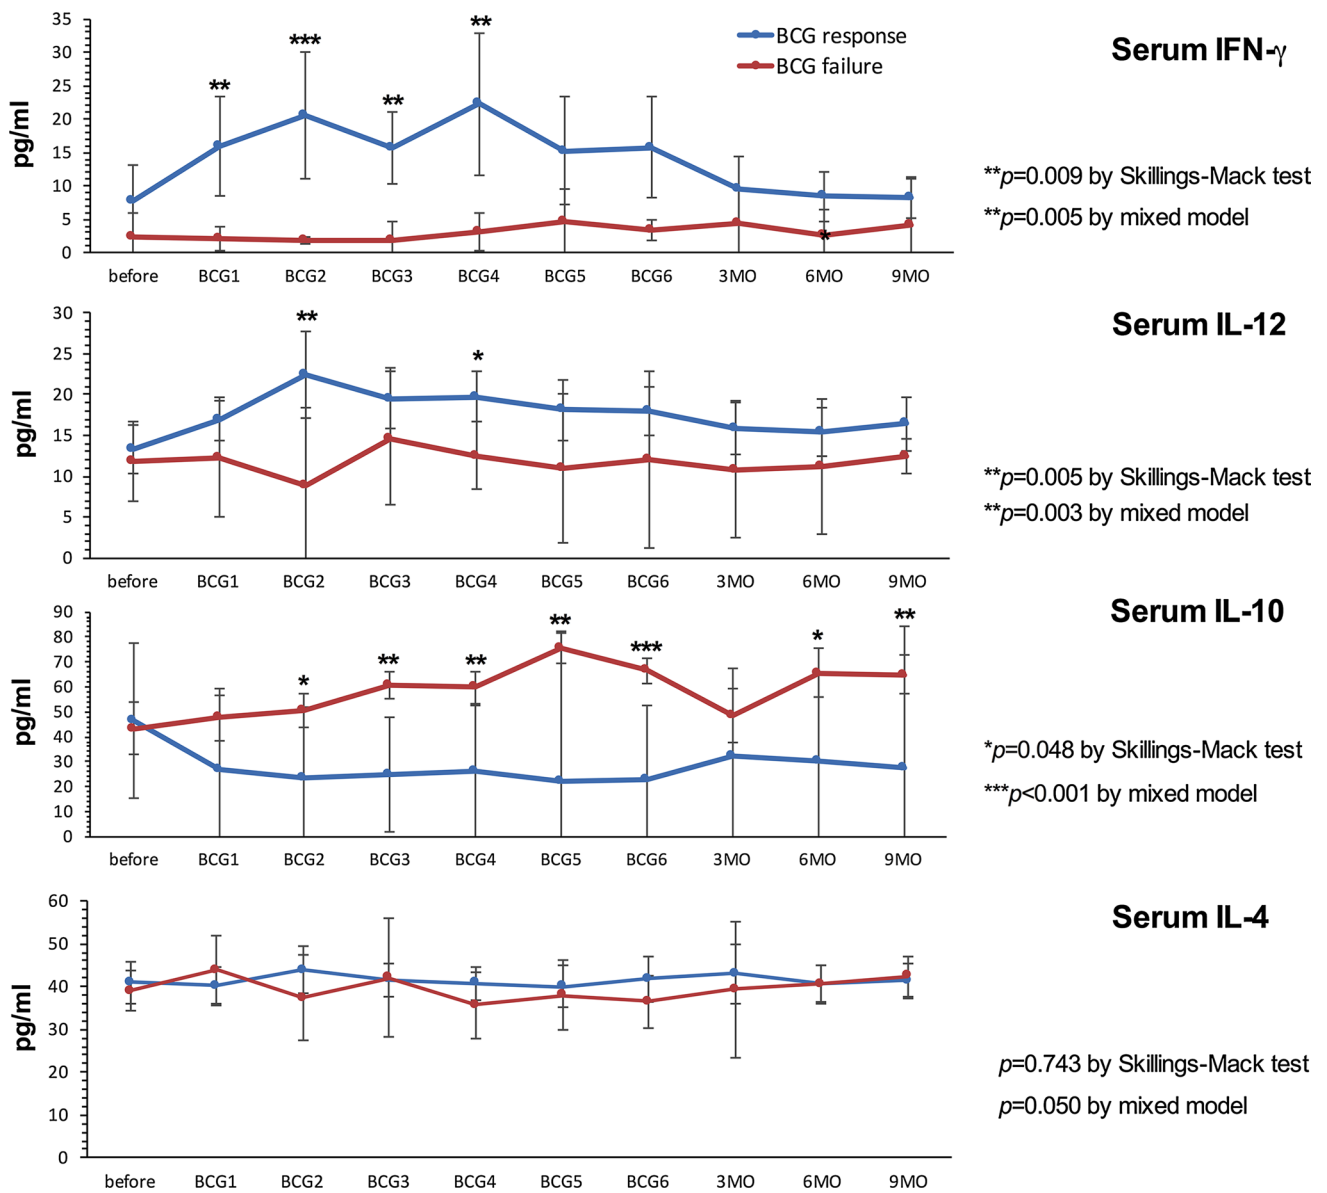 35
30
25
20
15
10
5
0
pg/ml
** *** ** ** *
BCG response
BCG failure
Serum IFN-γ
**p=0.009 by Skillings-Mack test
**p=0.005 by mixed model
before BCG1 BCG2 BCG3 BCG4 BCG5 BCG6 3MO 6MO 9MO
30
25
20
15
10
5
0
pg/ml
** *
Serum IL-12
**p=0.005 by Skillings-Mack test
**p=0.003 by mixed model
before BCG1 BCG2 BCG3 BCG4 BCG5 BCG6 3MO 6MO 9MO
90
80
70
60
50
40
30
20
10
0
pg/ml
* ** ** ** *** * **
Serum IL-10
*p=0.048 by Skillings-Mack test
***p<0.001 by mixed model
before BCG1 BCG2 BCG3 BCG4 BCG5 BCG6 3MO 6MO 9MO
60
50
40
30
20
10
0
pg/ml
Serum IL-4
p=0.743 by Skillings-Mack test
p=0.050 by mixed model
before BCG1 BCG2 BCG3 BCG4 BCG5 BCG6 3MO 6MO 9MO